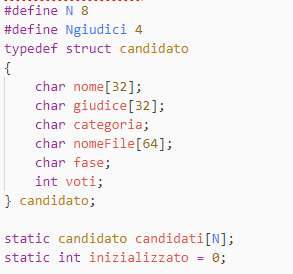 #define N 8
#define Ngiudici 4
typedef struct candidato
{
    char nome[32];
    char giudice[32];
    char categoria;
    char nomeFile[64];
    char fase;
    int voti;
} candidato;

static candidato candidati[N];
static int inizializzato = 0;